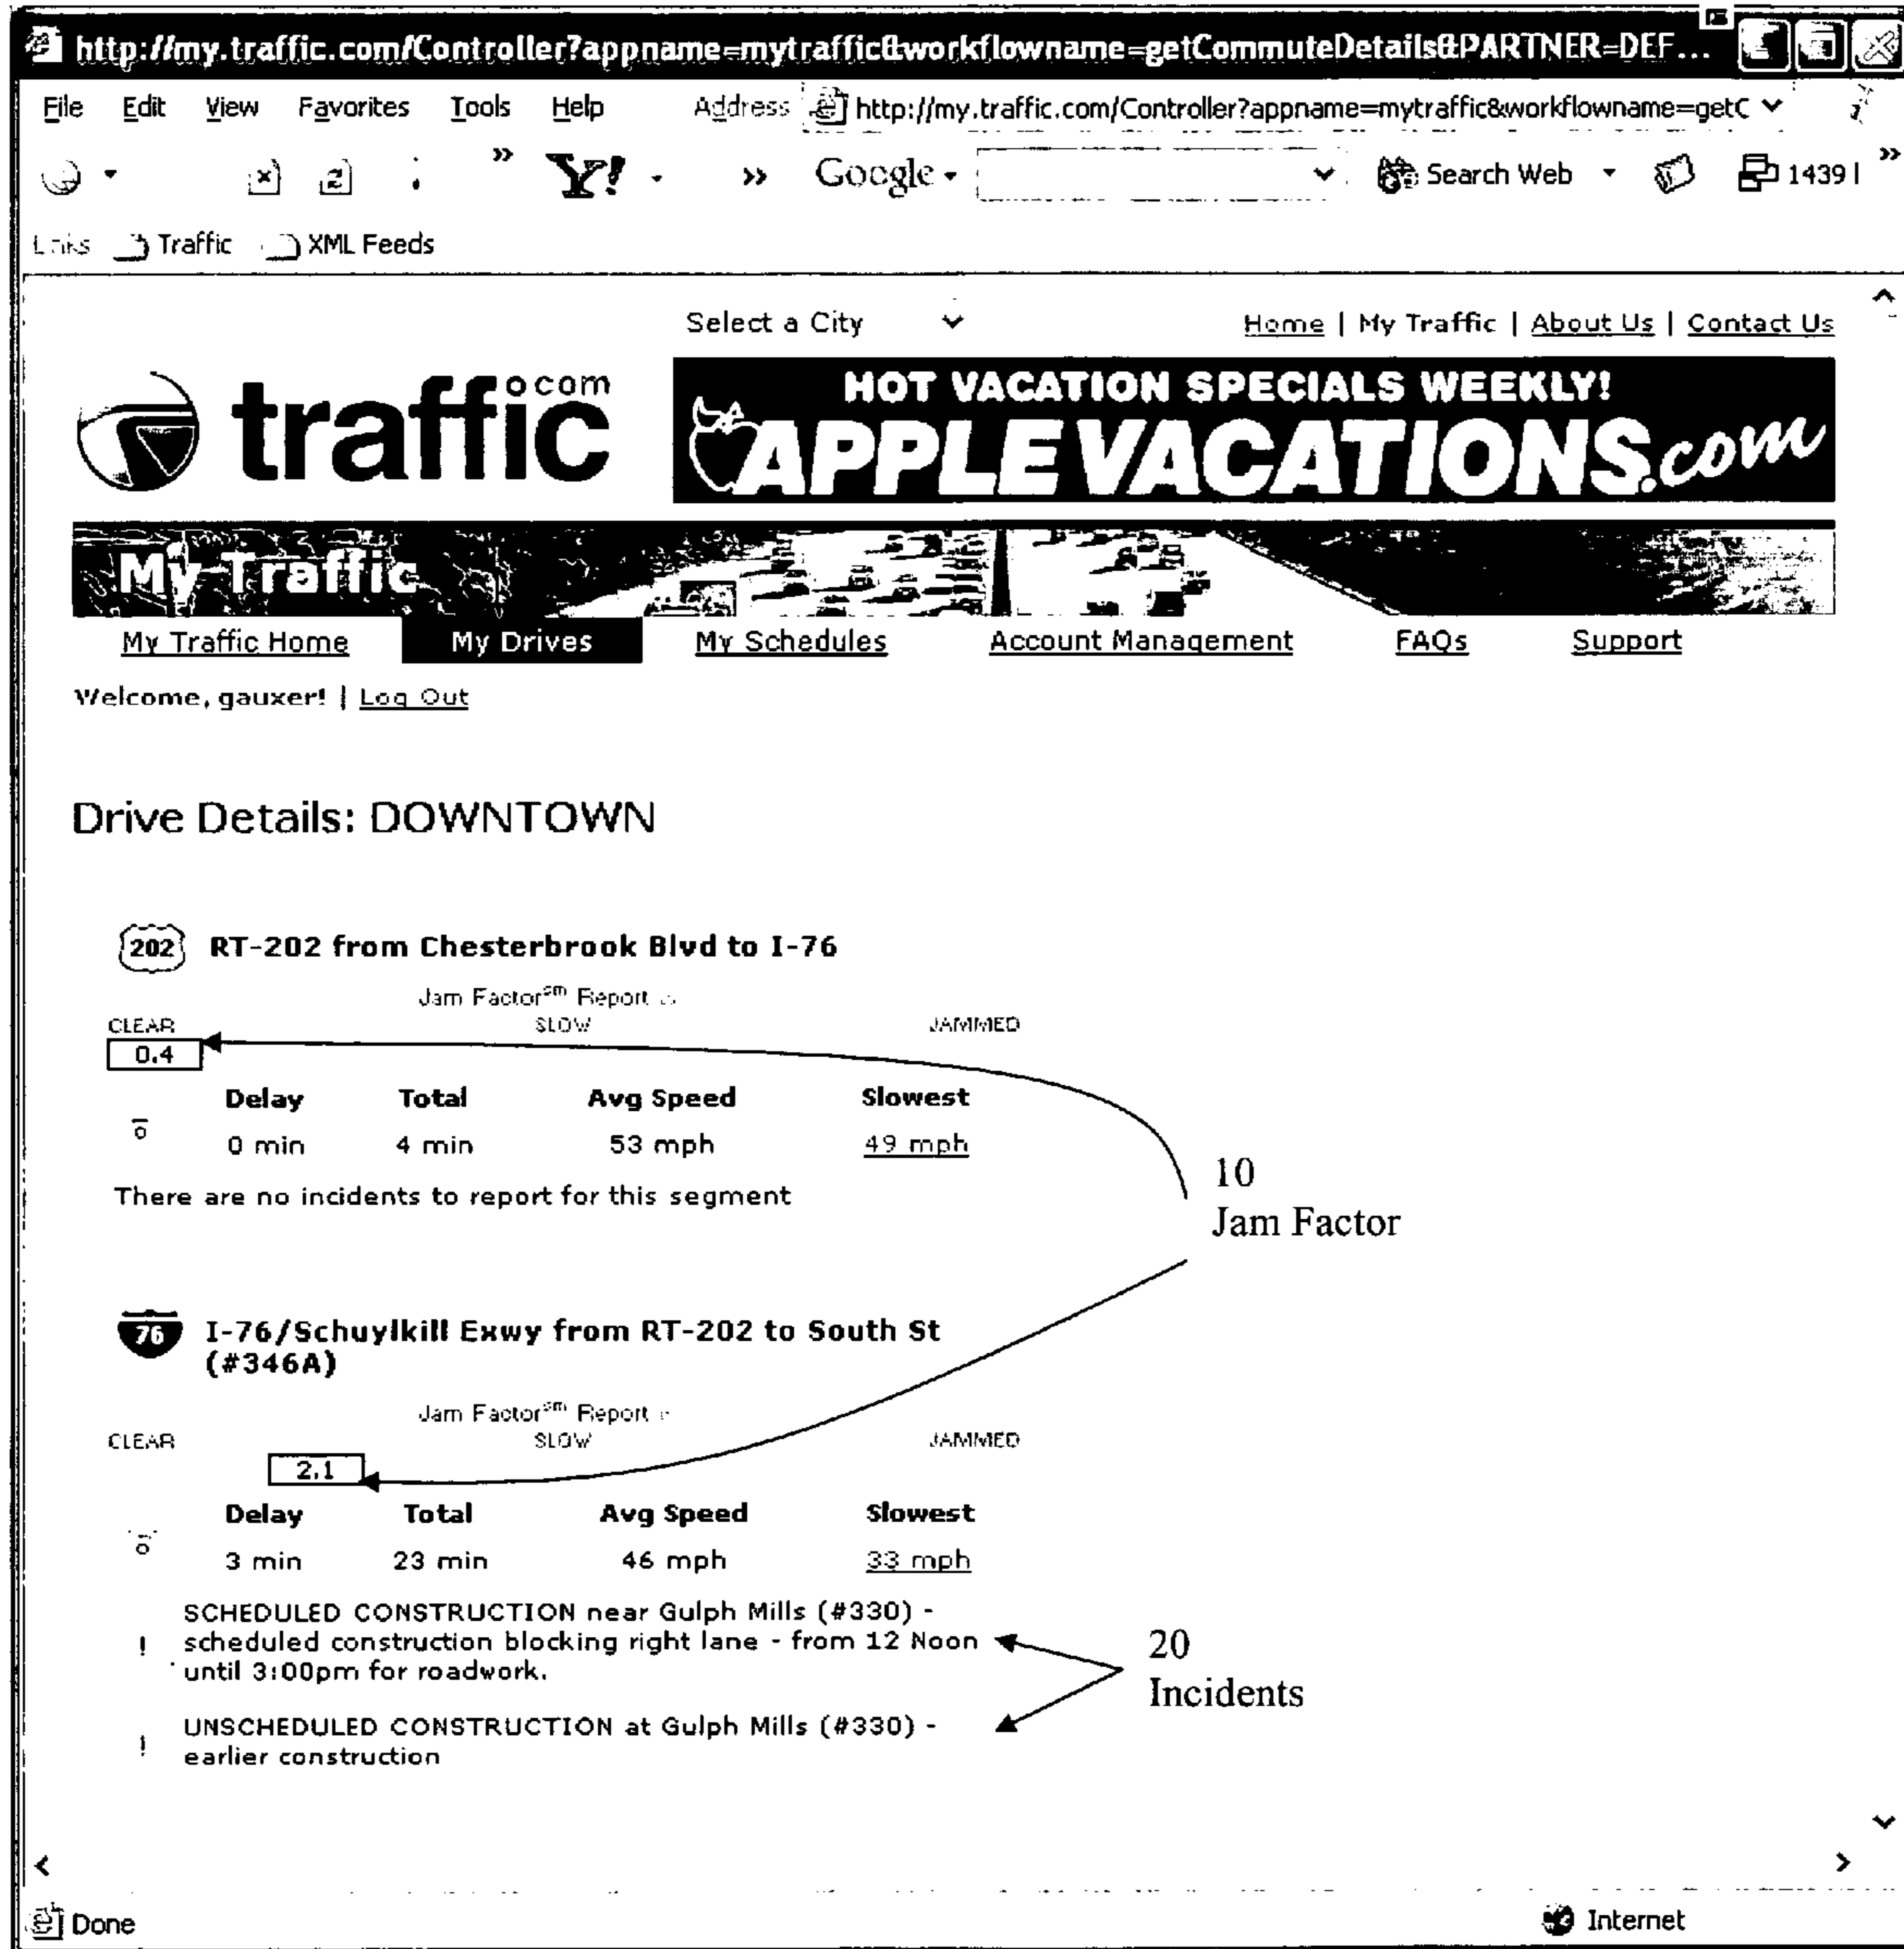 http://my.traffic.com/Controller?appname=mytraffic&workflowname=getCommuteDetails&PARTNER=DEF...
File Edit View Favorites Tools Help Address http://my.traffic.com/Controller?appname=mytraffic&workflowname=getC
» Y! » Google Search Web 1439 »
Links Traffic XML Feeds
Select a City Home | My Traffic | About Us | Contact Us
traffic.com
HOT VACATION SPECIALS WEEKLY!
APPLEVACATIONS.com
My Traffic
My Traffic Home My Drives My Schedules Account Management FAQs Support
Welcome, gauxer! | Log Out
Drive Details: DOWNTOWN
202 RT-202 from Chesterbrook Blvd to I-76
Jam Factor℠ Report
CLEAR SLOW JAMMED
0.4
Delay Total Avg Speed Slowest
0 min 4 min 53 mph 49 mph
There are no incidents to report for this segment
10
Jam Factor
76 I-76/Schuylkill Exwy from RT-202 to South St
(#346A)
Jam Factor℠ Report
CLEAR SLOW JAMMED
2.1
Delay Total Avg Speed Slowest
3 min 23 min 46 mph 33 mph
SCHEDULED CONSTRUCTION near Gulph Mills (#330) -
! scheduled construction blocking right lane - from 12 Noon
until 3:00pm for roadwork.
20
Incidents
UNSCHEDULED CONSTRUCTION at Gulph Mills (#330) -
! earlier construction
Done Internet